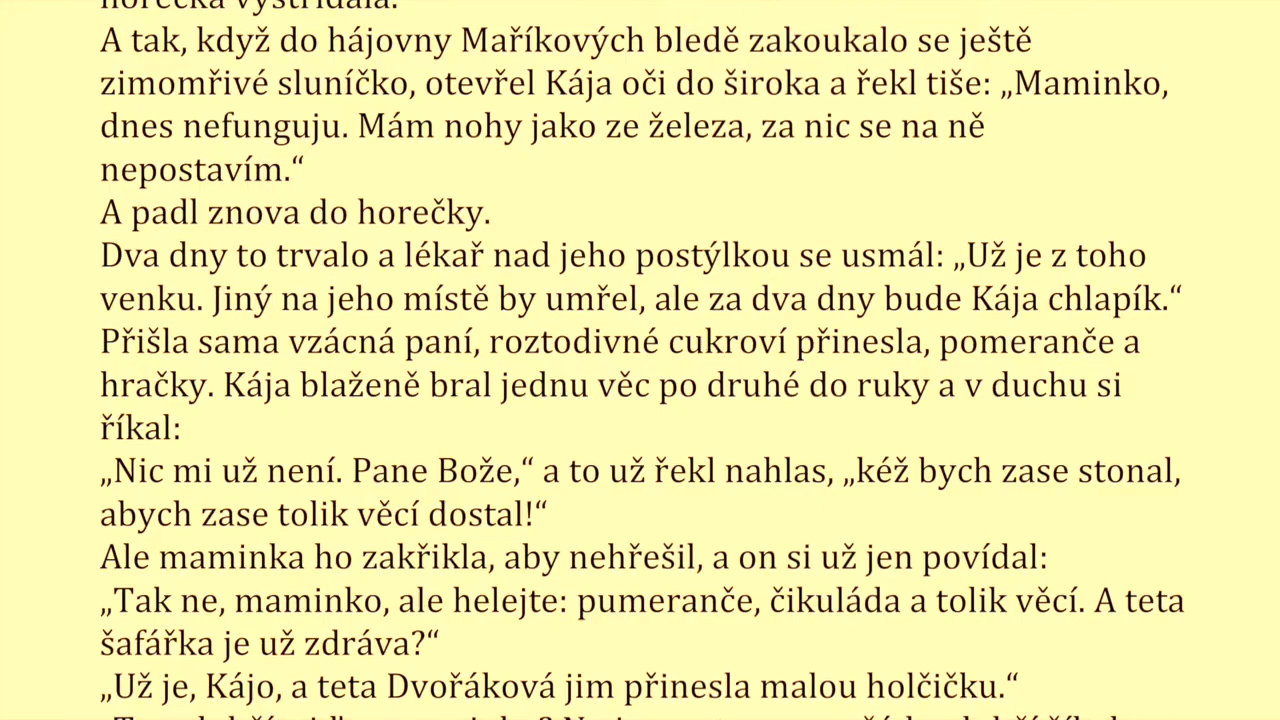 horečka vystřídala.
A tak, když do hájovny Maříkových bledě zakoukalo se ještě
zimomřivé sluníčko, otevřel Kája oči do široka a řekl tiše: „Maminko,
dnes nefunguju. Mám nohy jako ze železa, za nic se na ně
nepostavím.“
A padl znova do horečky.
Dva dny to trvalo a lékař nad jeho postýlkou se usmál: „Už je z toho
venku. Jiný na jeho místě by umřel, ale za dva dny bude Kája chlapík.“
Přišla sama vzácná paní, roztodivné cukroví přinesla, pomeranče a
hračky. Kája blaženě bral jednu věc po druhé do ruky a v duchu si
říkal:
„Nic mi už není. Pane Bože,“ a to už řekl nahlas, „kéž bych zase stonal,
abych zase tolik věcí dostal!“
Ale maminka ho zakřikla, aby nehřešil, a on si už jen povídal:
„Tak ne, maminko, ale helejte: pumeranče, čikuláda a tolik věcí. A teta
šafářka je už zdráva?“
„Už je, Kájo, a teta Dvořáková jim přinesla malou holčičku.“